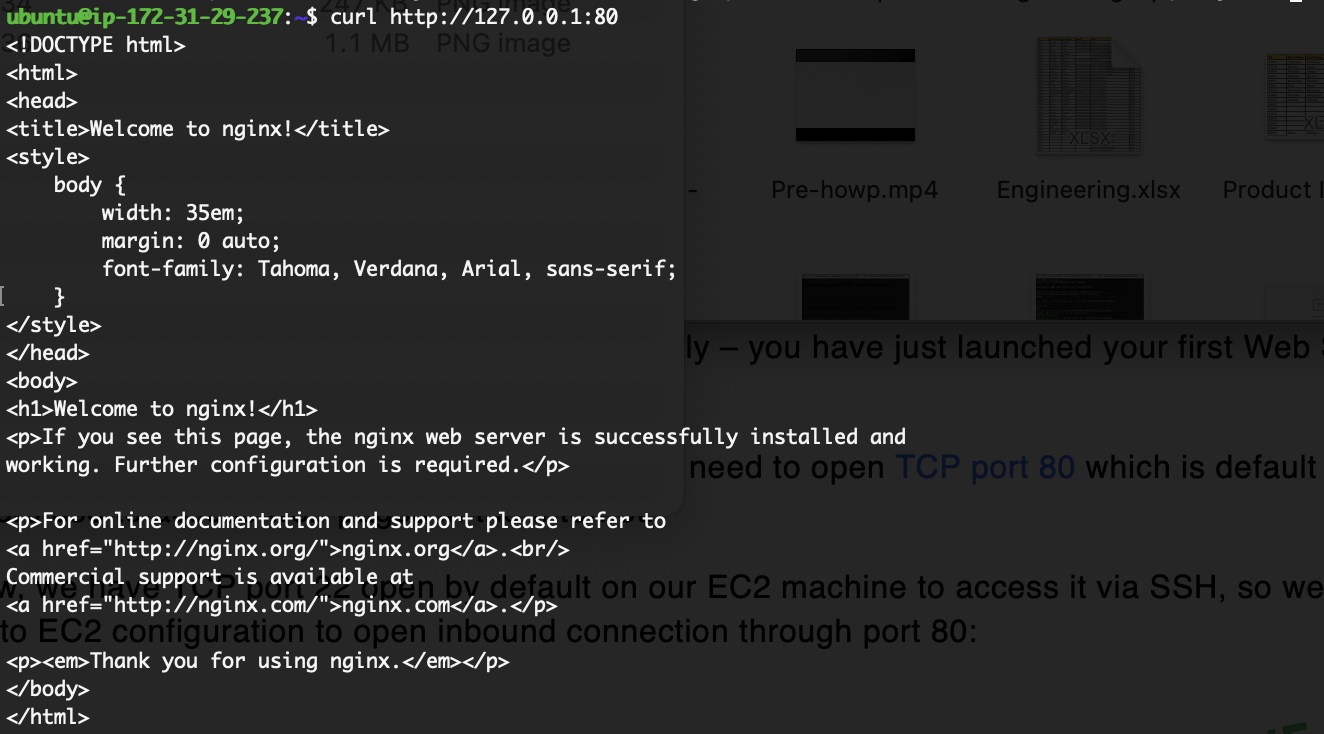 ubuntu@ip-172-31-29-237:~$ curl http://127.0.0.1:80
<!DOCTYPE html>
1.1 MB PNG image
<html>
<head>
<title>Welcome to nginx!</title>
<style>
    body {
        width: 35em;
        margin: 0 auto;
        font-family: Tahoma, Verdana, Arial, sans-serif;
    }
</style>
</head>
<body>
<h1>Welcome to nginx!</h1>
<p>If you see this page, the nginx web server is successfully installed and
working. Further configuration is required.</p>

<p>For online documentation and support please refer to
<a href="http://nginx.org/">nginx.org</a>.<br/>
Commercial support is available at
<a href="http://nginx.com/">nginx.com</a>.</p>

<p><em>Thank you for using nginx.</em></p>
</body>
</html>
XLSX
Pre-howp.mp4
Engineering.xlsx
Product
– you have just launched your first Web
need to open TCP port 80 which is default
we have TCP port 22 open by default on our EC2 machine to access it via SSH, so we
to EC2 configuration to open inbound connection through port 80: